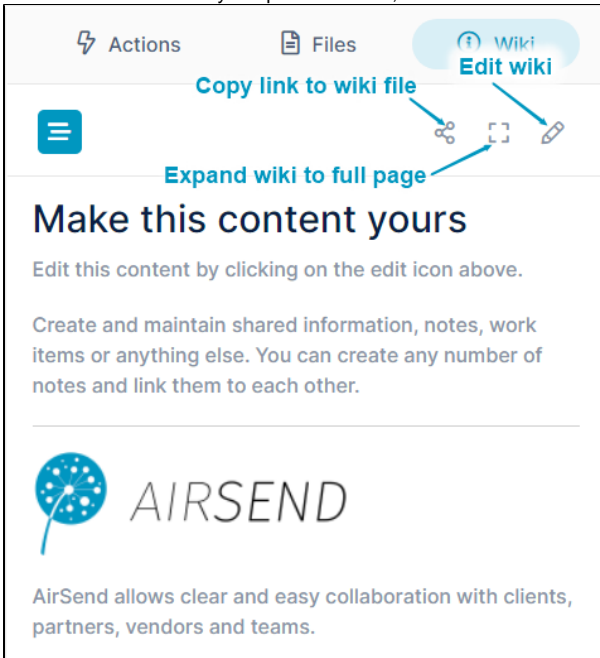 Actions Files Wiki
Edit wiki
Copy link to wiki file
Expand wiki to full page
Make this content yours
Edit this content by clicking on the edit icon above.
Create and maintain shared information, notes, work
items or anything else. You can create any number of
notes and link them to each other.
AIRSEND
AirSend allows clear and easy collaboration with clients,
partners, vendors and teams.